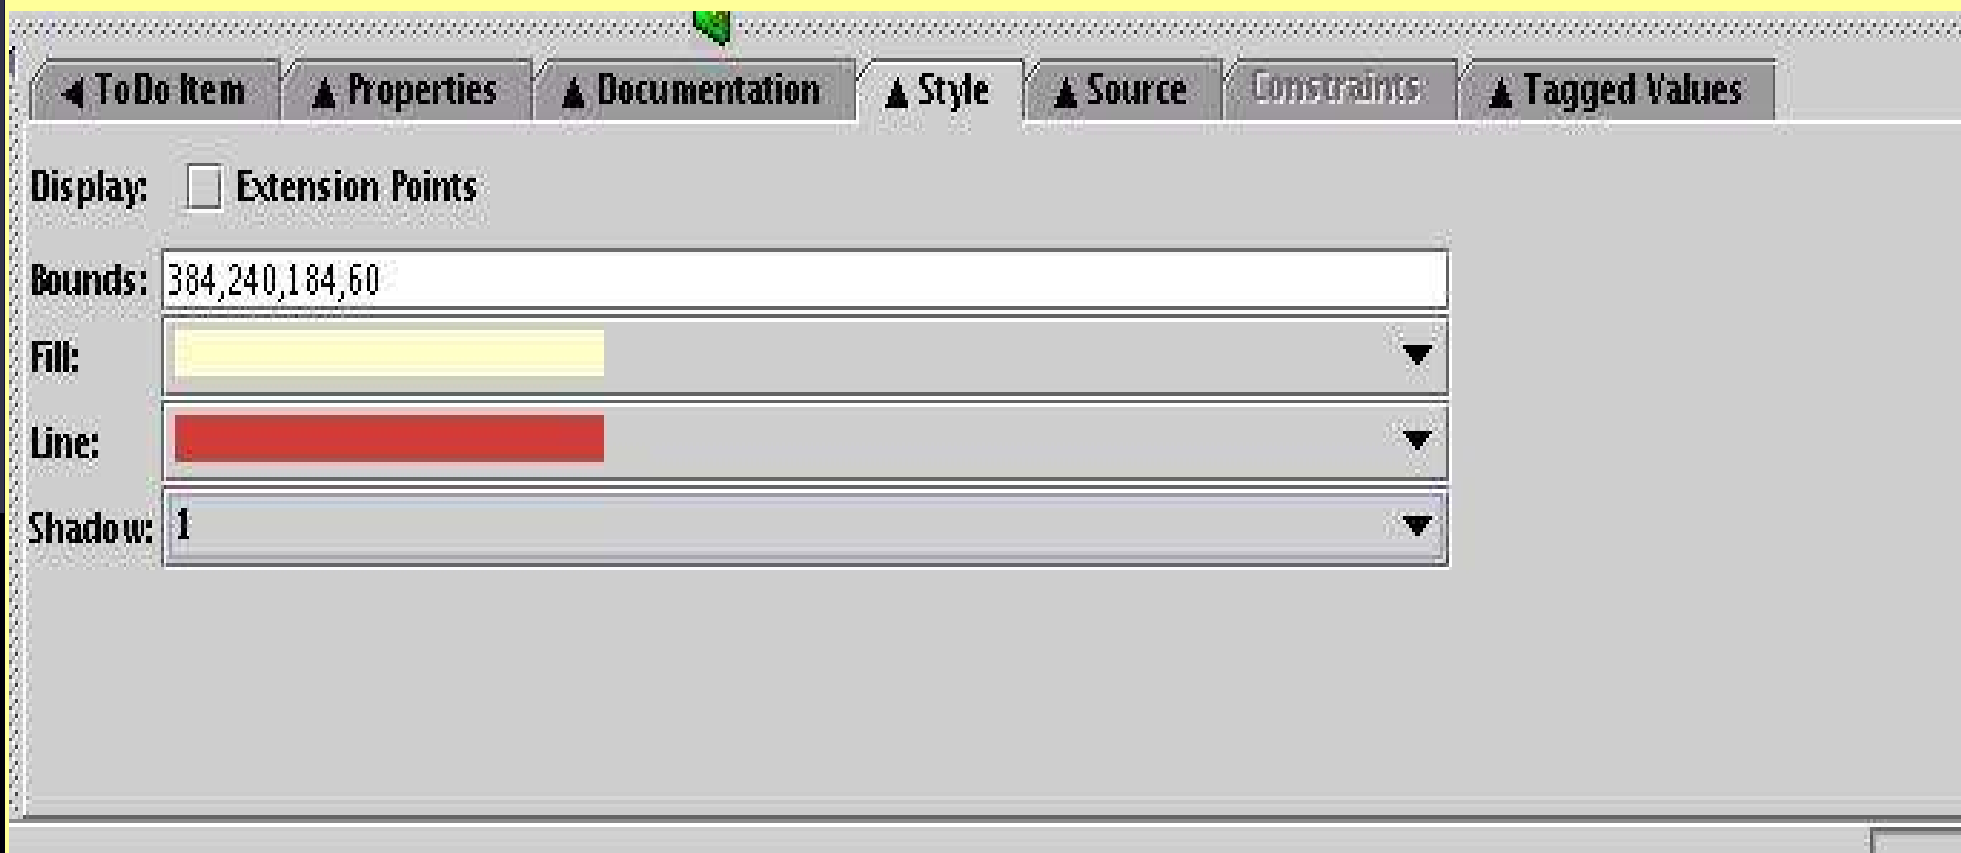 ToDo Item Properties Documentation Style Source Constraints Tagged Values
Display: Extension Points
Bounds: 384,240,184,60
Fill:
Line:
Shadow: 1